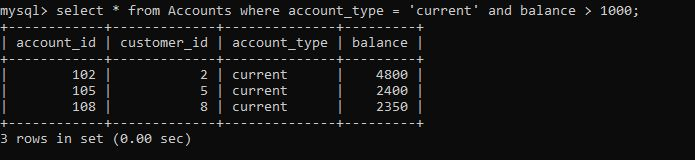 mysql> select * from Accounts where account_type = 'current' and balance > 1000;
+------------+-------------+--------------+---------+
| account_id | customer_id | account_type | balance |
+------------+-------------+--------------+---------+
|        102 |           2 | current      |    4800 |
|        105 |           5 | current      |    2400 |
|        108 |           8 | current      |    2350 |
+------------+-------------+--------------+---------+
3 rows in set (0.00 sec)